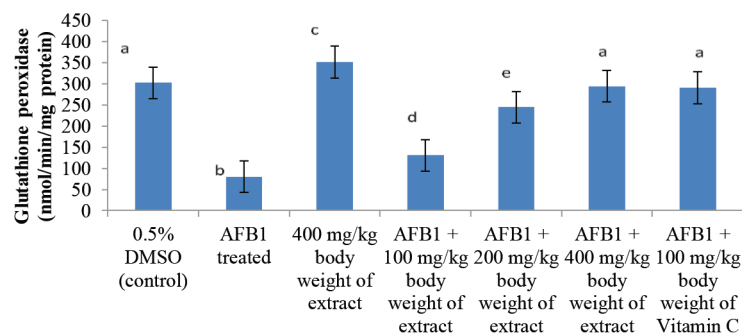 Glutathione peroxidase
(nmol/min/mg protein)
450
400
350
300
250
200
150
100
50
0
a
b
c
d
e
a
a
0.5%
DMSO
(control)
AFB1
treated
400 mg/kg
body
weight of
extract
AFB1 +
100 mg/kg
body
weight of
extract
AFB1 +
200 mg/kg
body
weight of
extract
AFB1 +
400 mg/kg
body
weight of
extract
AFB1 +
100 mg/kg
body
weight of
Vitamin C